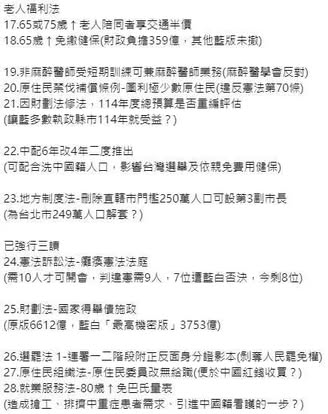 老人福利法
17.65或75歲↑老人陪同者享交通半價
18.65歲↑免繳健保(財政負擔359億，其他藍版未撤)
19.非麻醉醫師受短期訓練可兼麻醉醫師業務(麻醉醫學會反對)
20.原住民禁伐補償條例-圖利極少數原住民(違反憲法第70條)
21.因財劃法修法，114年度總預算是否重編評估
(讓藍多數執政縣市114年就受益？)
22.中配6年改4年二度推出
(可配合洗中國籍人口，影響台灣選舉及依親免費用健保)
23.地方制度法-刪除直轄市門檻250萬人口可設第3副市長
(為台北市249萬人口解套？)
已強行三讀
24.憲法訴訟法-癱瘓憲法法庭
(需10人才可開會，判違憲需9人，7位遭藍白否決，今剩8位)
25.財劃法-國家得舉債施政
(原版6612億，藍白「最高機密版」3753億)
26.選罷法 1-連署一二階段附正反面身分證影本(剝奪人民罷免權)
27.原住民組織法-原住民委員改無給職(便於中國紅錢收買？)
28.就業服務法-80歲↑免巴氏量表
(造成搶工、排擠中重症患者需求、引進中國籍看護的一步？)